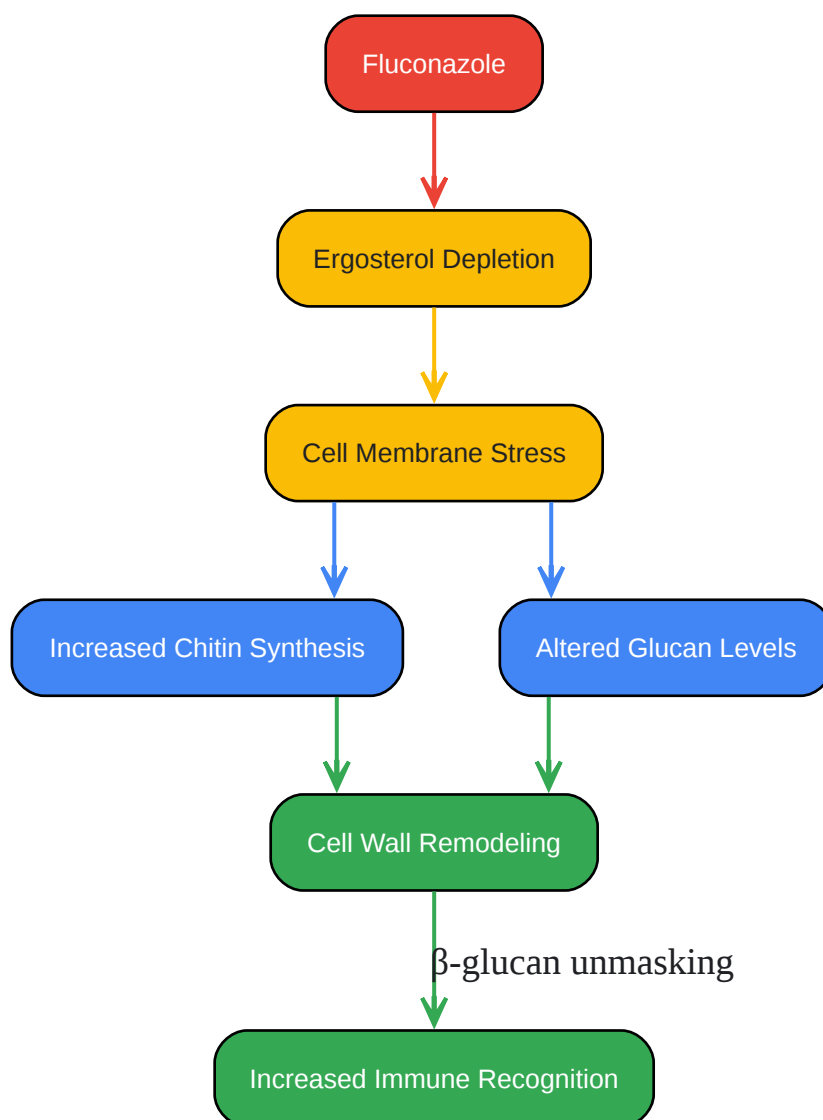 Fluconazole
Ergosterol Depletion
Cell Membrane Stress
Increased Chitin Synthesis
Altered Glucan Levels
Cell Wall Remodeling
β-glucan unmasking
Increased Immune Recognition